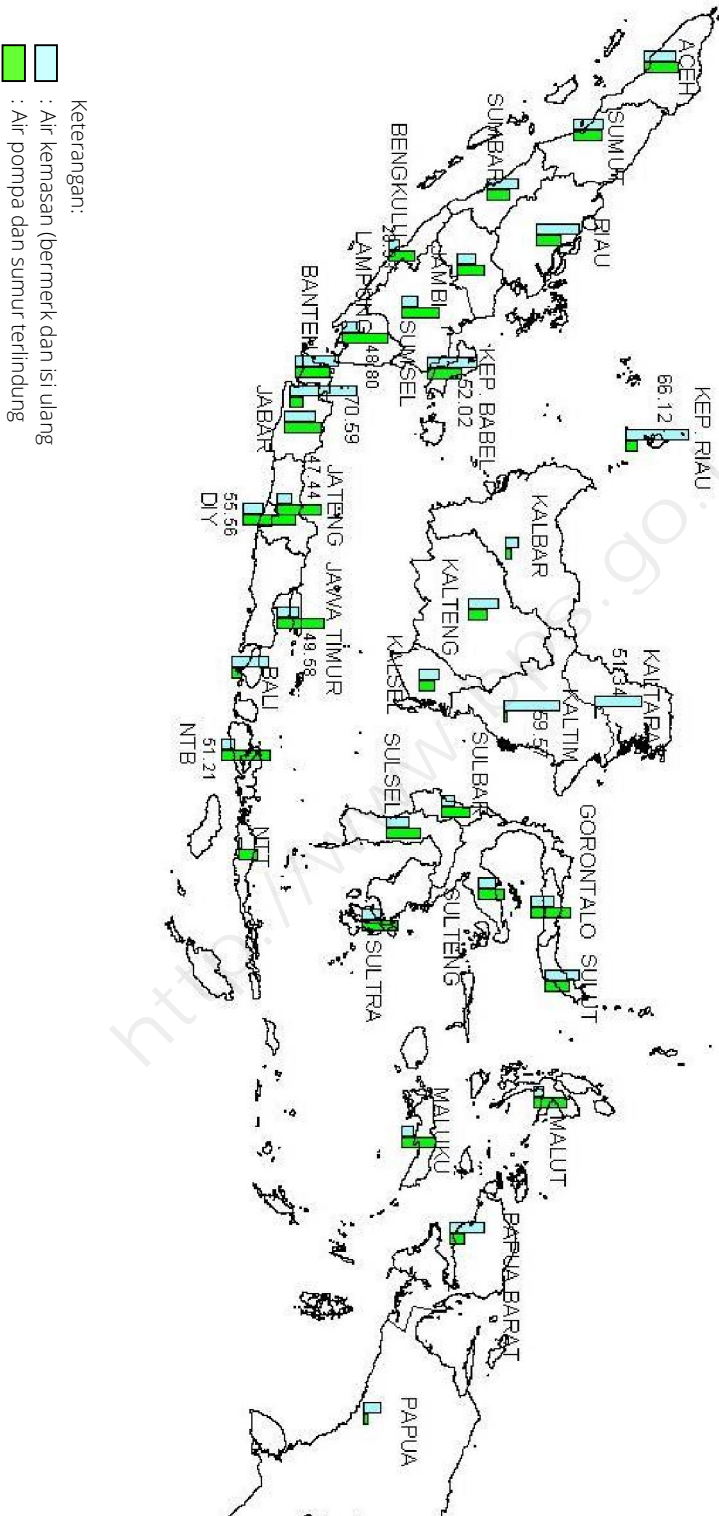 ACEH
SUMUT
SUMBAR
RIAU
KEP. RIAU
66.12
JAMBI
BENGKULU
SUMSEL
KEP. BABEL
52.02
LAMPUNG
48.80
BANTEN
70.59
JABAR
JATENG
47.44
DIY
55.56
JAWA TIMUR
49.58
BALI
NTB
51.21
NTT
KALBAR
KALTENG
KALSEL
KALTIM
KALTARA
51.34
SULBAR
SULSEL
SULTENG
SULTRA
GORONTALO
SULUT
MALUT
MALUKU
PAPUA BARAT
PAPUA
Keterangan:
: Air kemasan (bermerk dan isi ulang
: Air pompa dan sumur terlindung